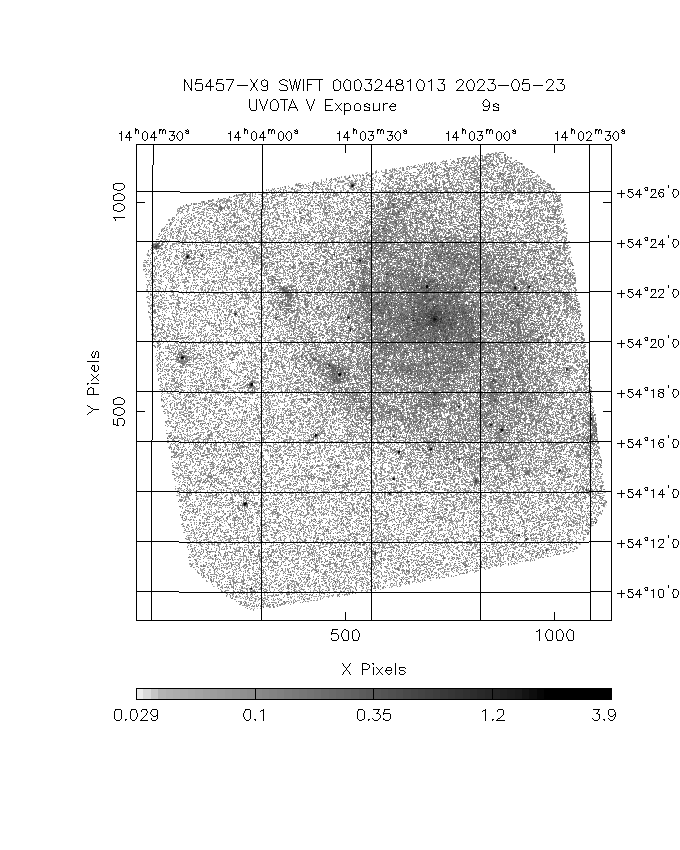 N5457-X9 SWIFT 00032481013 2023-05-23
UVOTA V Exposure 9s
14ʰ04ᵐ30ˢ 14ʰ04ᵐ00ˢ 14ʰ03ᵐ30ˢ 14ʰ03ᵐ00ˢ 14ʰ02ᵐ30ˢ
+54°26'0
1000
+54°24'0
+54°22'0
+54°20'0
Y Pixels
+54°18'0
500
+54°16'0
+54°14'0
+54°12'0
+54°10'0
500 1000
X Pixels
0.029 0.1 0.35 1.2 3.9